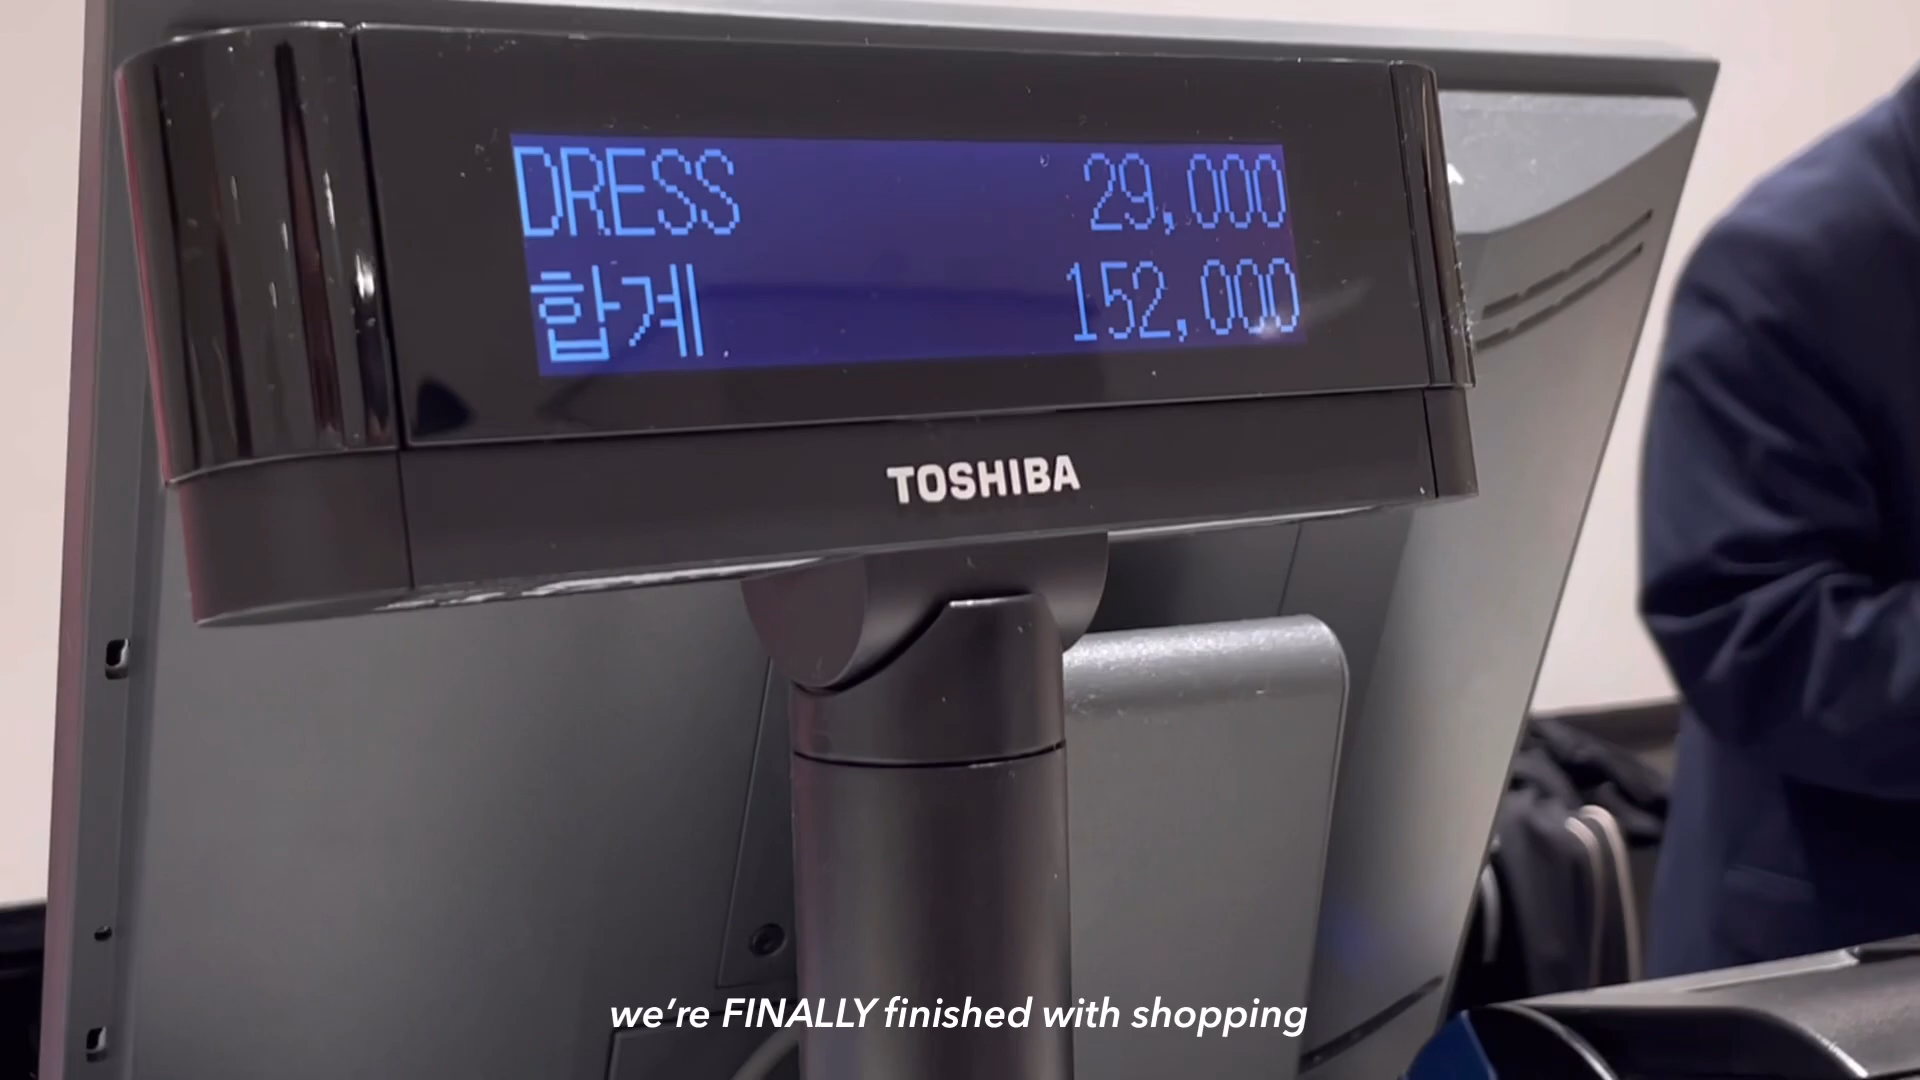 DRESS 29,000
합계 152,000
TOSHIBA
we're FINALLY finished with shopping